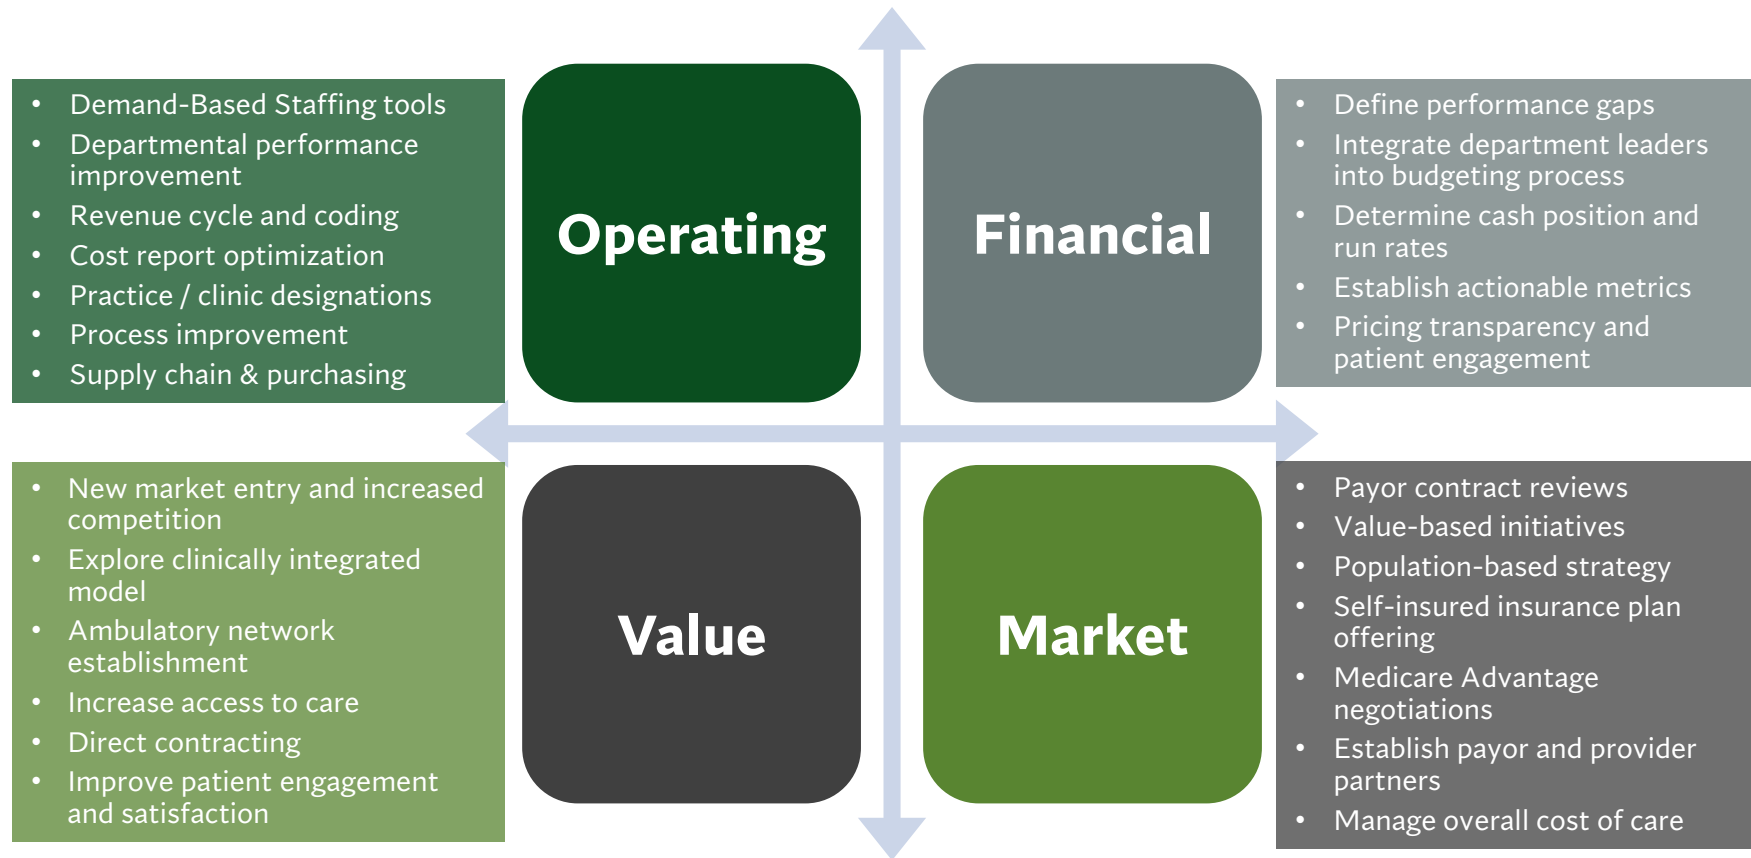 • Demand-Based Staffing tools
• Departmental performance
improvement
• Revenue cycle and coding
• Cost report optimization
• Practice / clinic designations
• Process improvement
• Supply chain & purchasing
Operating
Financial
• Define performance gaps
• Integrate department leaders
into budgeting process
• Determine cash position and
run rates
• Establish actionable metrics
• Pricing transparency and
patient engagement
• New market entry and increased
competition
• Explore clinically integrated
model
• Ambulatory network
establishment
• Increase access to care
• Direct contracting
• Improve patient engagement
and satisfaction
Value
Market
• Payor contract reviews
• Value-based initiatives
• Population-based strategy
• Self-insured insurance plan
offering
• Medicare Advantage
negotiations
• Establish payor and provider
partners
• Manage overall cost of care